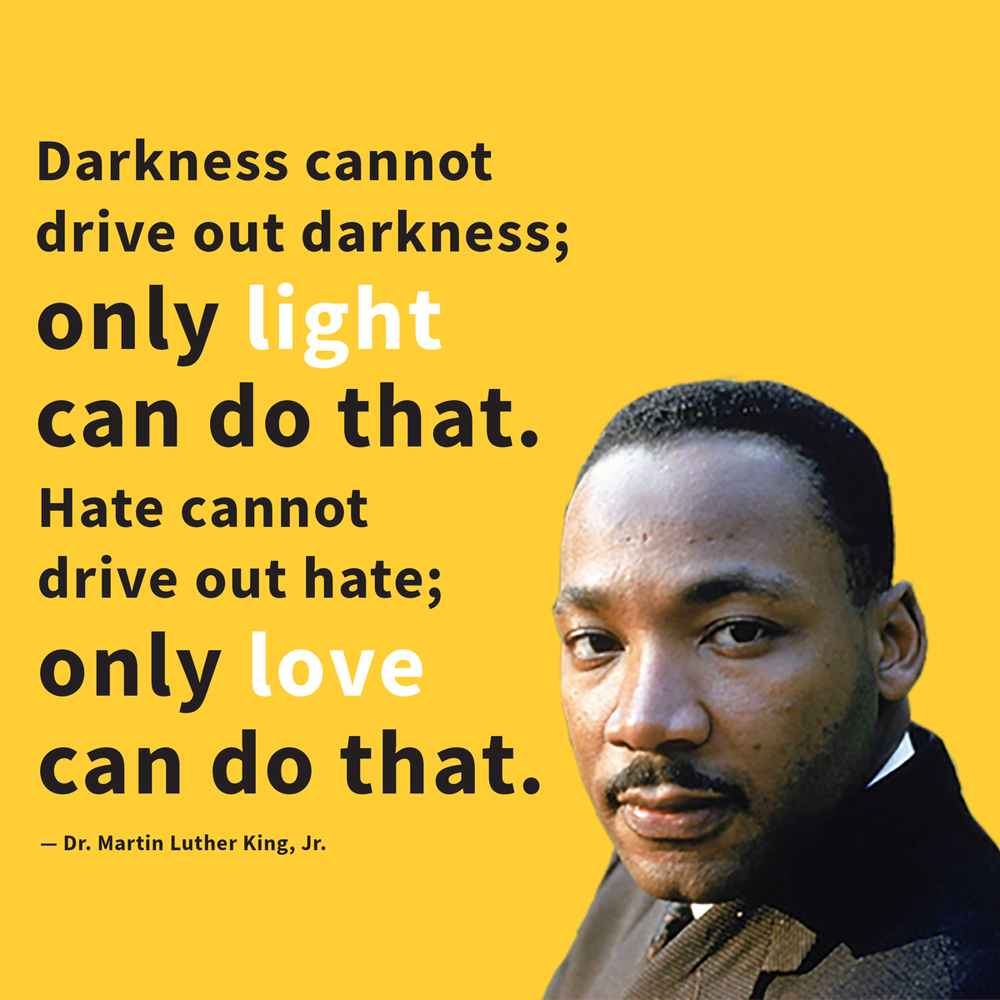 Darkness cannot
drive out darkness;
only light
can do that.
Hate cannot
drive out hate;
only love
can do that.
— Dr. Martin Luther King, Jr.